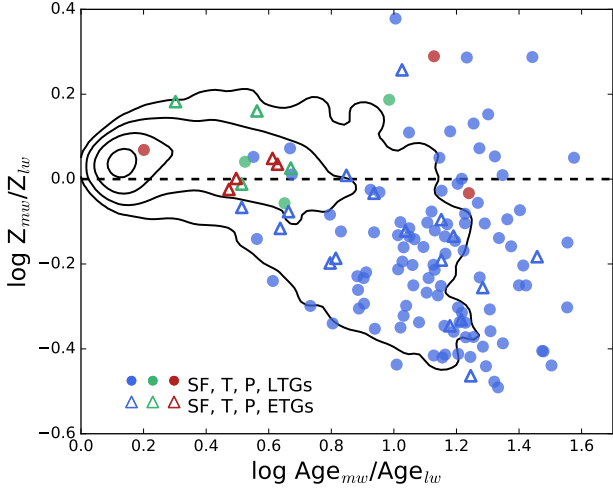 0.4
0.2
0.0
−0.2
−0.4
−0.6
log Z_mw/Z_lw
SF, T, P, LTGs
SF, T, P, ETGs
0.0 0.2 0.4 0.6 0.8 1.0 1.2 1.4 1.6
log Age_mw/Age_lw